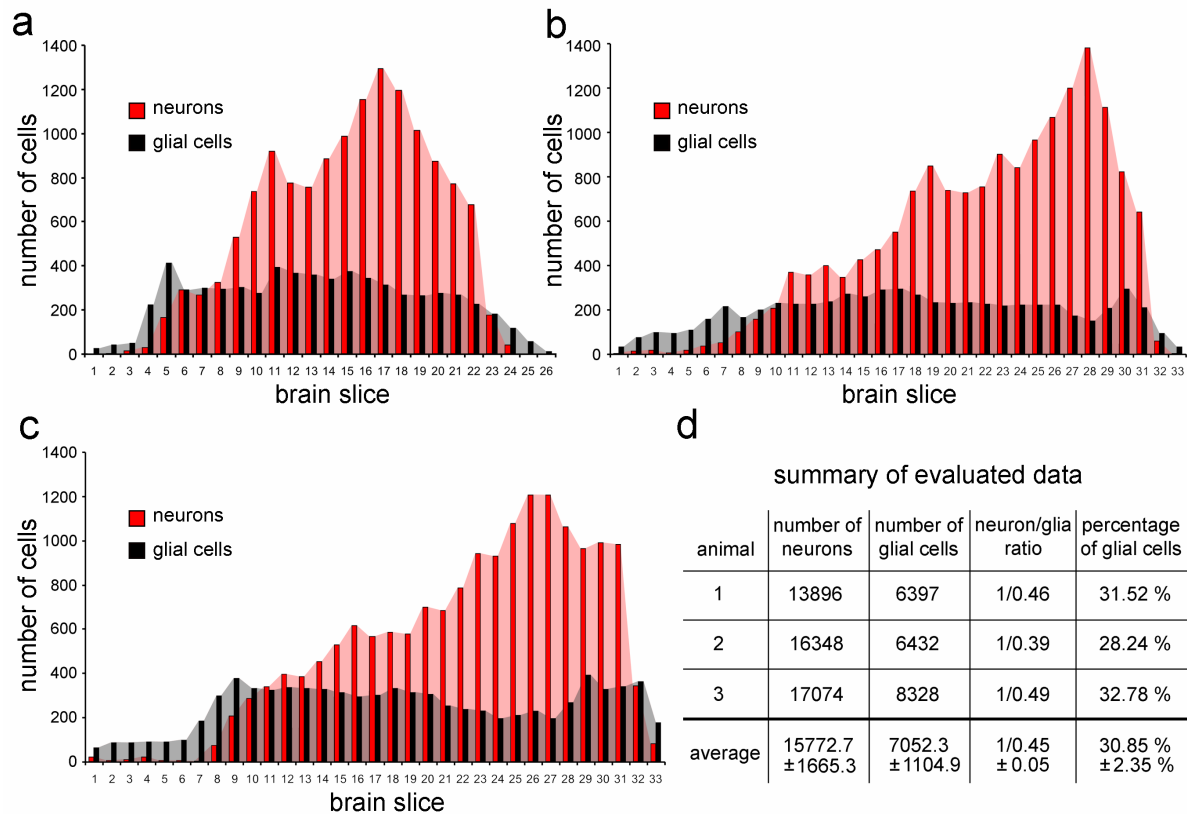 a
1400
1200
1000
800
600
400
200
0
number of cells
neurons
glial cells
1 2 3 4 5 6 7 8 9 10 11 12 13 14 15 16 17 18 19 20 21 22 23 24 25 26
brain slice
b
1400
1200
1000
800
600
400
200
0
number of cells
neurons
glial cells
1 2 3 4 5 6 7 8 9 10 11 12 13 14 15 16 17 18 19 20 21 22 23 24 25 26 27 28 29 30 31 32 33
brain slice
c
1400
1200
1000
800
600
400
200
0
number of cells
neurons
glial cells
1 2 3 4 5 6 7 8 9 10 11 12 13 14 15 16 17 18 19 20 21 22 23 24 25 26 27 28 29 30 31 33
brain slice
d
summary of evaluated data
animal
number of
neurons
number of
glial cells
neuron/glia
ratio
percentage
of glial cells
1 13896 6397 1/0.46 31.52 %
2 16348 6432 1/0.39 28.24 %
3 17074 8328 1/0.49 32.78 %
average
15772.7 7052.3 1/0.45 30.85 %
±1665.3 ±1104.9 ±0.05 ±2.35 %